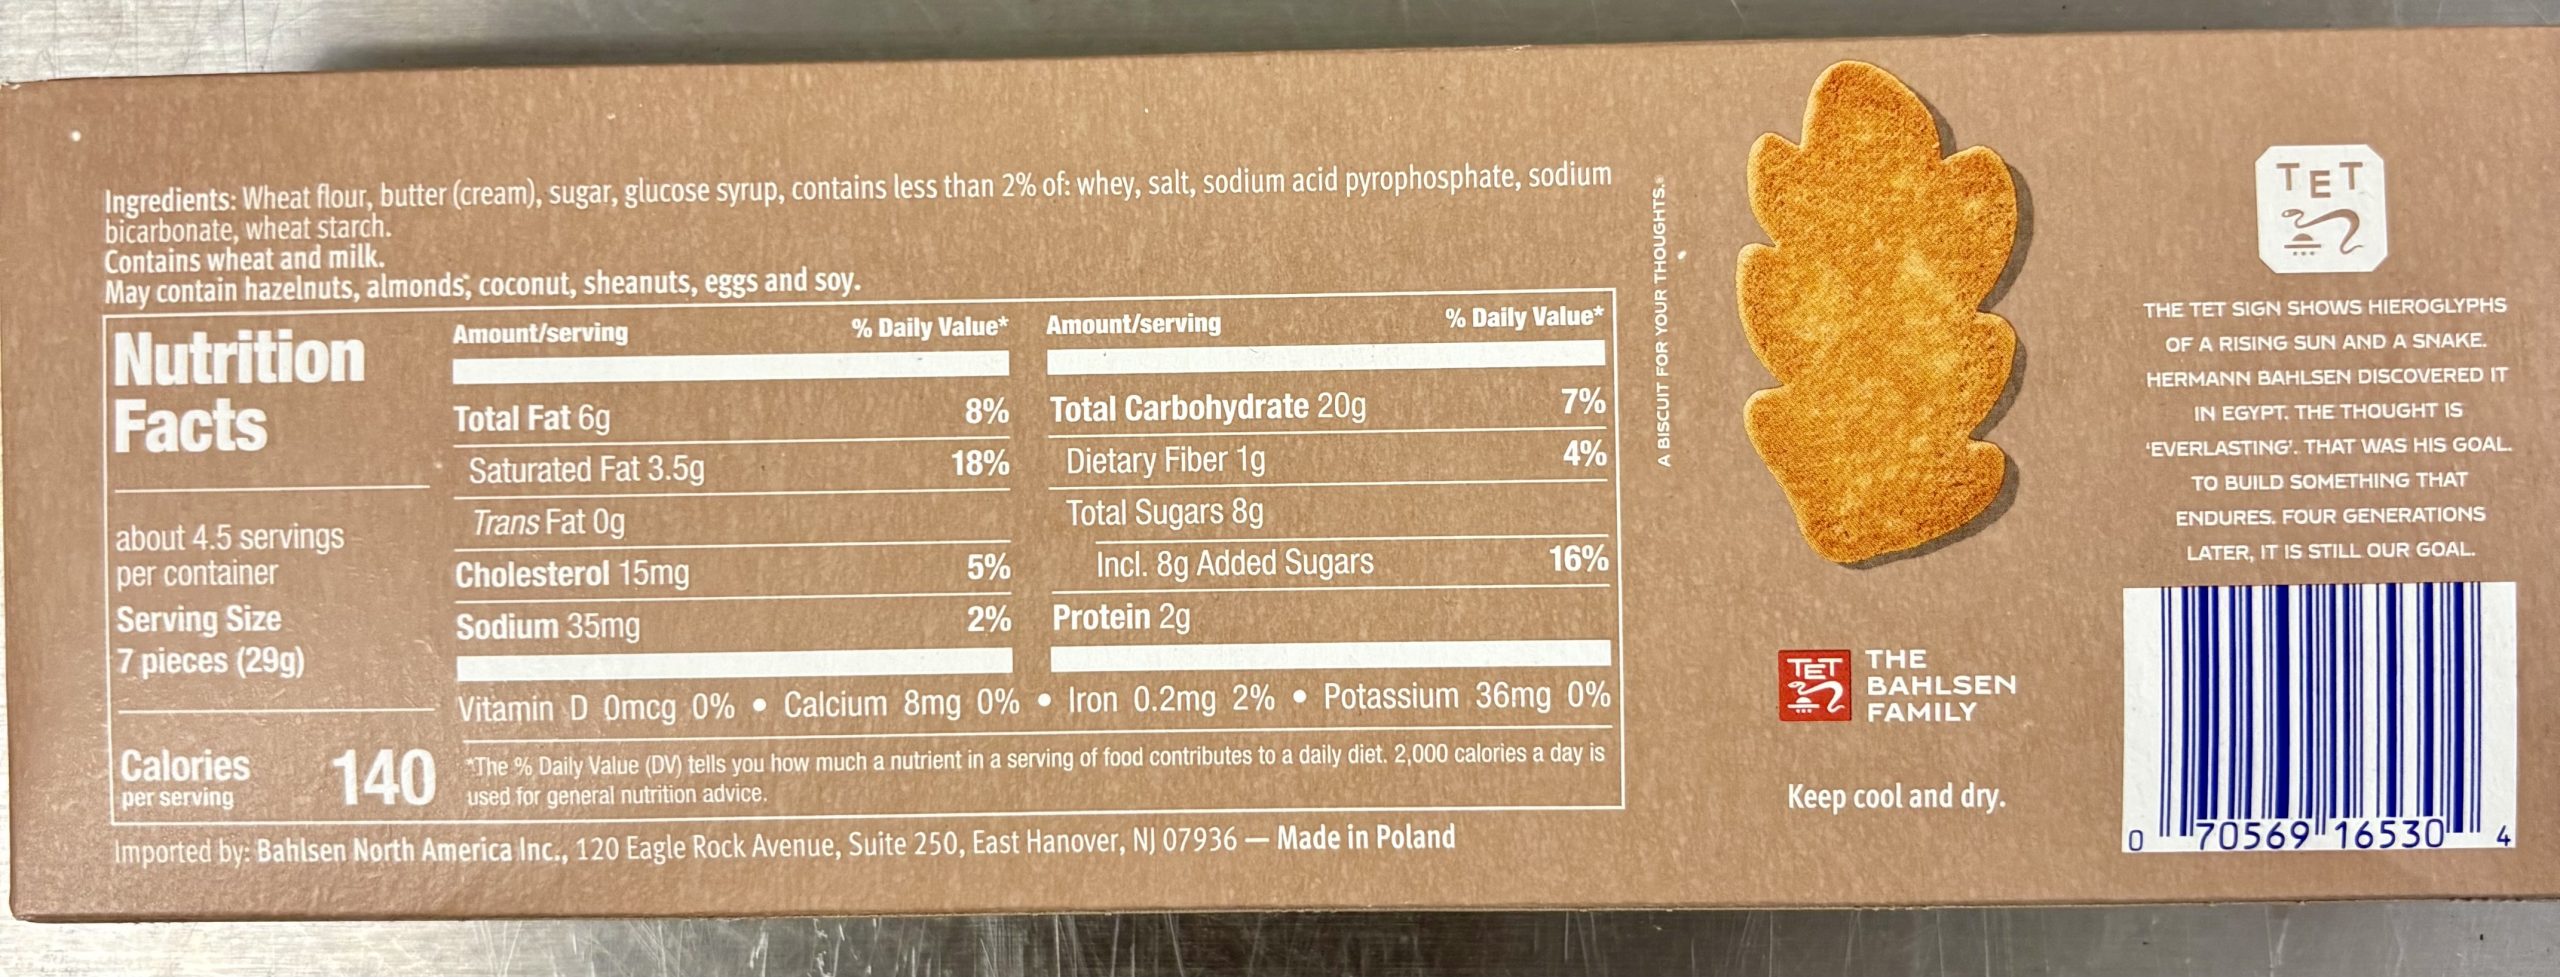 Ingredients: Wheat flour, butter (cream), sugar, glucose syrup, contains less than 2% of: whey, salt, sodium acid pyrophosphate, sodium
bicarbonate, wheat starch.
Contains wheat and milk.
May contain hazelnuts, almonds, coconut, sheanuts, eggs and soy.
Nutrition
Facts
about 4.5 servings
per container
Serving Size
7 pieces (29g)
Calories 140
per serving
Amount/serving % Daily Value*
Total Fat 6g 8%
Saturated Fat 3.5g 18%
Trans Fat 0g
Cholesterol 15mg 5%
Sodium 35mg 2%
Amount/serving % Daily Value*
Total Carbohydrate 20g 7%
Dietary Fiber 1g 4%
Total Sugars 8g
Incl. 8g Added Sugars 16%
Protein 2g
Vitamin D 0mcg 0% • Calcium 8mg 0% • Iron 0.2mg 2% • Potassium 36mg 0%
*The % Daily Value (DV) tells you how much a nutrient in a serving of food contributes to a daily diet. 2,000 calories a day is
used for general nutrition advice.
Imported by: Bahlsen North America Inc., 120 Eagle Rock Avenue, Suite 250, East Hanover, NJ 07936 — Made in Poland
A BISCUIT FOR YOUR THOUGHTS.
TET
THE
BAHLSEN
FAMILY
Keep cool and dry.
TET
THE TET SIGN SHOWS HIEROGLYPHS
OF A RISING SUN AND A SNAKE.
HERMANN BAHLSEN DISCOVERED IT
IN EGYPT. THE THOUGHT IS
'EVERLASTING'. THAT WAS HIS GOAL.
TO BUILD SOMETHING THAT
ENDURES. FOUR GENERATIONS
LATER, IT IS STILL OUR GOAL.
0 70569 16530 4